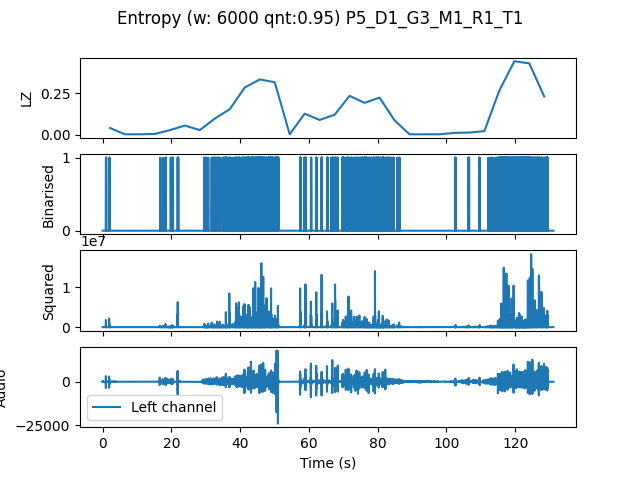 Entropy (w: 6000 qnt:0.95) P5_D1_G3_M1_R1_T1
LZ
0.25
0.00
Binarised
1
0
1e7
Squared
1
0
Audio
0
−25000
Left channel
0 20 40 60 80 100 120
Time (s)